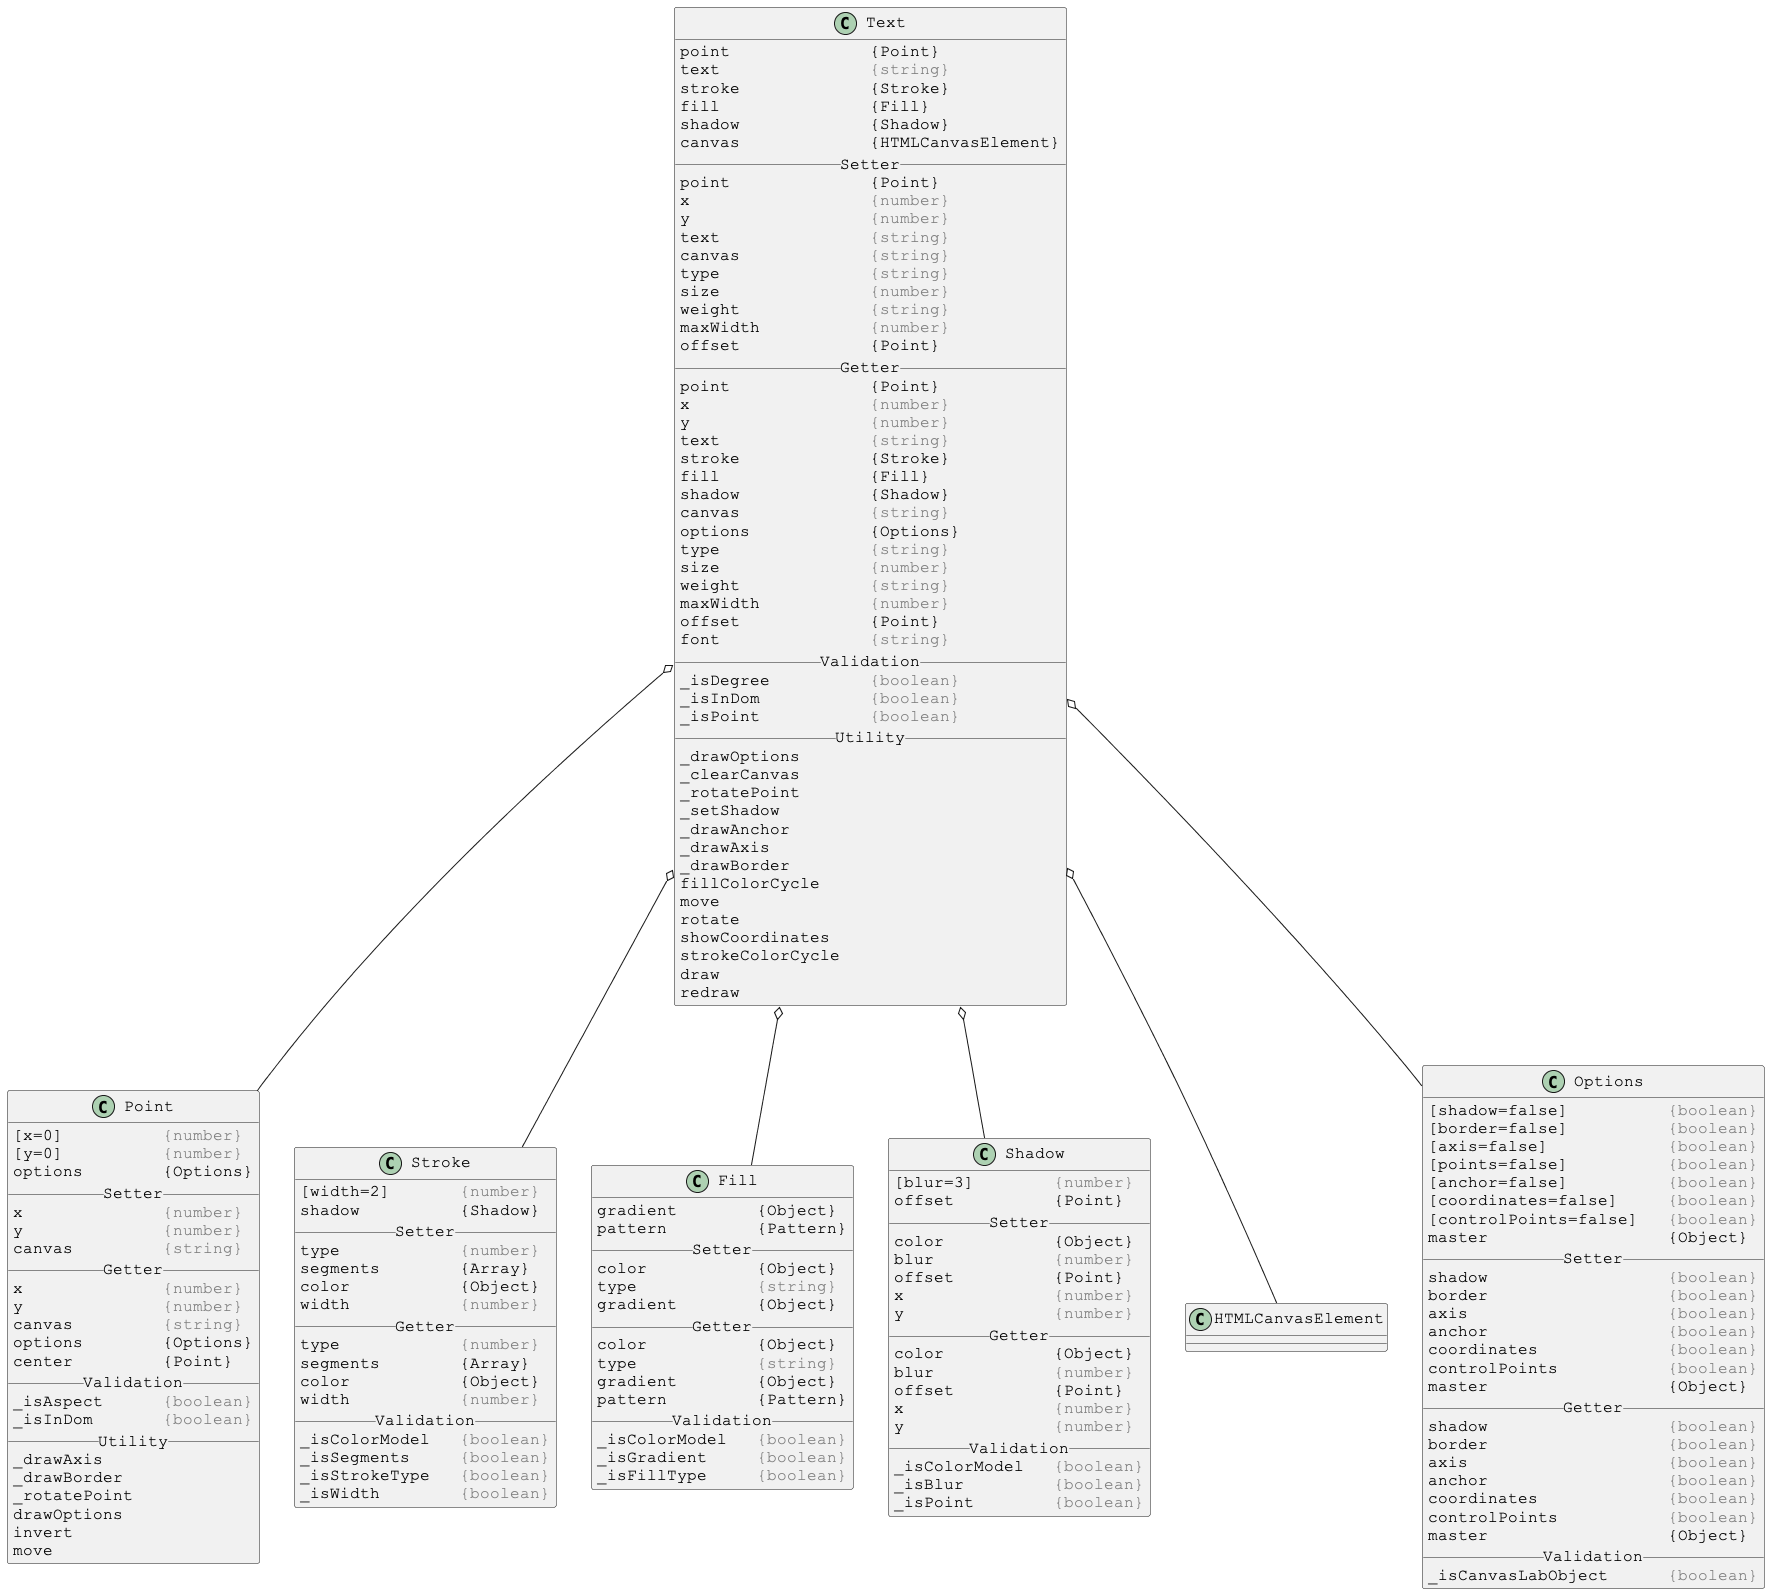 C Text
point {Point}
text {string}
stroke {Stroke}
fill {Fill}
shadow {Shadow}
canvas {HTMLCanvasElement}
Setter
point {Point}
x {number}
y {number}
text {string}
canvas {string}
type {string}
size {number}
weight {string}
maxWidth {number}
offset {Point}
Getter
point {Point}
x {number}
y {number}
text {string}
stroke {Stroke}
fill {Fill}
shadow {Shadow}
canvas {string}
options {Options}
type {string}
size {number}
weight {string}
maxWidth {number}
offset {Point}
font {string}
Validation
_isDegree {boolean}
_isInDom {boolean}
_isPoint {boolean}
Utility
_drawOptions
_clearCanvas
_rotatePoint
_setShadow
_drawAnchor
_drawAxis
_drawBorder
fillColorCycle
move
rotate
showCoordinates
strokeColorCycle
draw
redraw
C Point
[x=0] {number}
[y=0] {number}
options {Options}
Setter
x {number}
y {number}
canvas {string}
Getter
x {number}
y {number}
canvas {string}
options {Options}
center {Point}
Validation
_isAspect {boolean}
_isInDom {boolean}
Utility
_drawAxis
_drawBorder
_rotatePoint
drawOptions
invert
move
C Stroke
[width=2] {number}
shadow {Shadow}
Setter
type {number}
segments {Array}
color {Object}
width {number}
Getter
type {number}
segments {Array}
color {Object}
width {number}
Validation
_isColorModel {boolean}
_isSegments {boolean}
_isStrokeType {boolean}
_isWidth {boolean}
C Fill
gradient {Object}
pattern {Pattern}
Setter
color {Object}
type {string}
gradient {Object}
Getter
color {Object}
type {string}
gradient {Object}
pattern {Pattern}
Validation
_isColorModel {boolean}
_isGradient {boolean}
_isFillType {boolean}
C Shadow
[blur=3] {number}
offset {Point}
Setter
color {Object}
blur {number}
offset {Point}
x {number}
y {number}
Getter
color {Object}
blur {number}
offset {Point}
x {number}
y {number}
Validation
_isColorModel {boolean}
_isBlur {boolean}
_isPoint {boolean}
C HTMLCanvasElement
C Options
[shadow=false] {boolean}
[border=false] {boolean}
[axis=false] {boolean}
[points=false] {boolean}
[anchor=false] {boolean}
[coordinates=false] {boolean}
[controlPoints=false] {boolean}
master {Object}
Setter
shadow {boolean}
border {boolean}
axis {boolean}
anchor {boolean}
coordinates {boolean}
controlPoints {boolean}
master {Object}
Getter
shadow {boolean}
border {boolean}
axis {boolean}
anchor {boolean}
coordinates {boolean}
controlPoints {boolean}
master {Object}
Validation
_isCanvasLabObject {boolean}